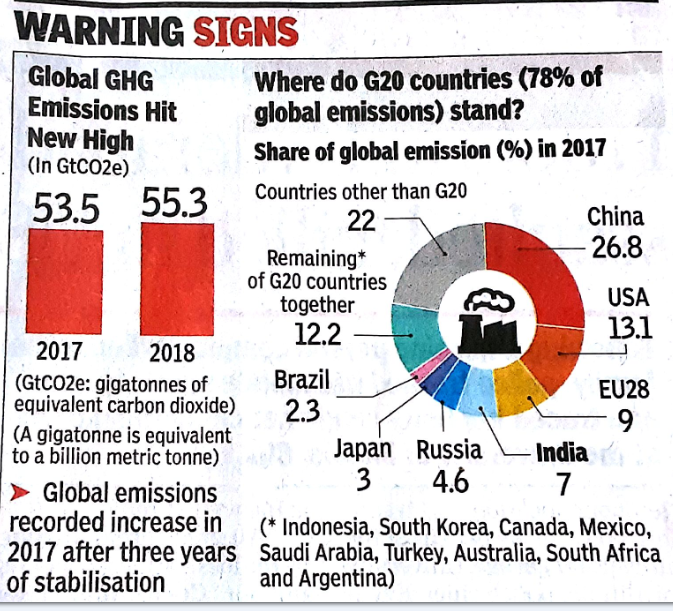 WARNING SIGNS
Global GHG
Emissions Hit
New High
(In GtCO2e)
53.5
55.3
2017
2018
(GtCO2e: gigatonnes of
equivalent carbon dioxide)
(A gigatonne is equivalent
to a billion metric tonne)
➤ Global emissions
recorded increase in
2017 after three years
of stabilisation
Where do G20 countries (78% of
global emissions) stand?
Share of global emission (%) in 2017
Countries other than G20
22
China
26.8
USA
13.1
EU28
9
India
7
Russia
4.6
Japan
3
Brazil
2.3
Remaining*
of G20 countries
together
12.2
(* Indonesia, South Korea, Canada, Mexico,
Saudi Arabia, Turkey, Australia, South Africa
and Argentina)